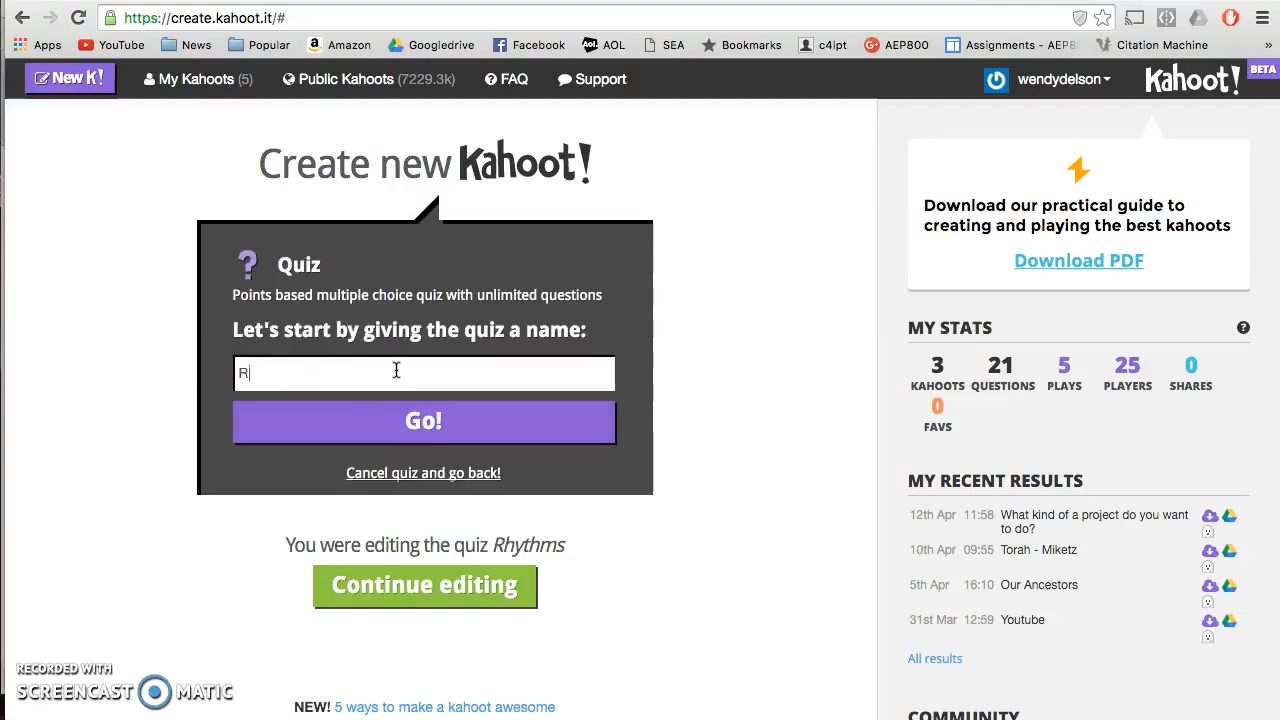 https://create.kahoot.it/#
Apps YouTube News Popular Amazon Googledrive Facebook Aol. AOL SEA Bookmarks c4lpt AEP800 Assignments - AEP8 Citation Machine »
New K! My Kahoots (5) Public Kahoots (7229.3k) FAQ Support wendydelson Kahoot! BETA
Create new Kahoot!
? Quiz
Points based multiple choice quiz with unlimited questions
Let's start by giving the quiz a name:
R
Go!
Cancel quiz and go back!
You were editing the quiz Rhythms
Continue editing
NEW! 5 ways to make a kahoot awesome
Download our practical guide to
creating and playing the best kahoots
Download PDF
MY STATS ?
3 21 5 25 0
KAHOOTS QUESTIONS PLAYS PLAYERS SHARES
0
FAVS
MY RECENT RESULTS
12th Apr 11:58 What kind of a project do you want
to do?
10th Apr 09:55 Torah - Miketz
5th Apr 16:10 Our Ancestors
31st Mar 12:59 Youtube
All results
COMMUNITY
RECORDED WITH
SCREENCAST MATIC